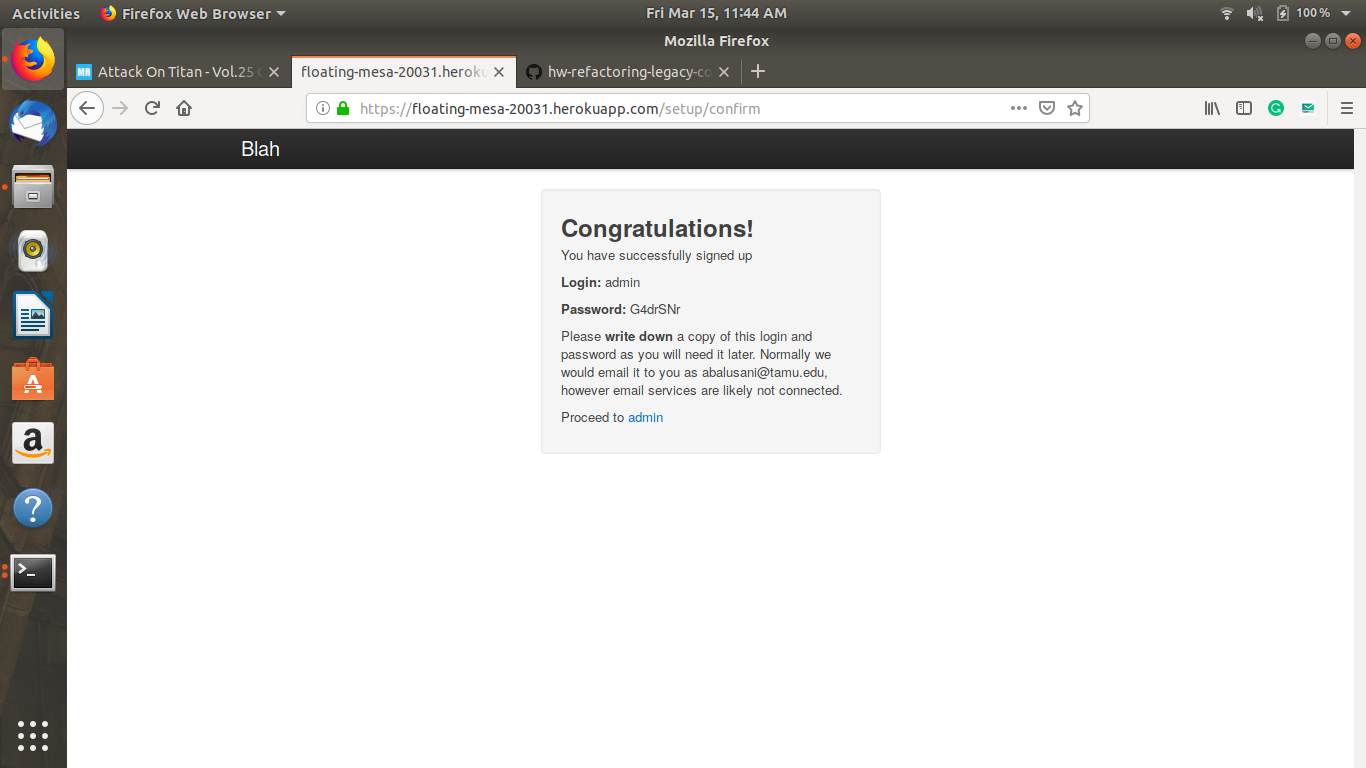 Activities Firefox Web Browser Fri Mar 15, 11:44 AM 100 %
Mozilla Firefox
MR Attack On Titan - Vol.25 floating-mesa-20031.heroku hw-refactoring-legacy-co
https://floating-mesa-20031.herokuapp.com/setup/confirm
Blah
Congratulations!
You have successfully signed up
Login: admin
Password: G4drSNr
Please write down a copy of this login and
password as you will need it later. Normally we
would email it to you as abalusani@tamu.edu,
however email services are likely not connected.
Proceed to admin